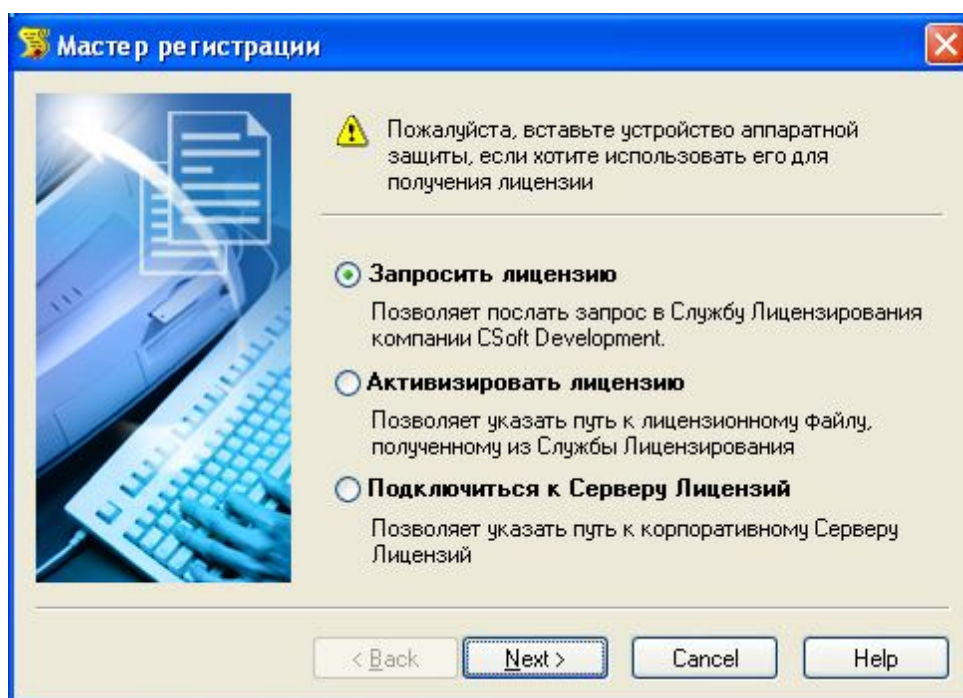 Мастер регистрации
Пожалуйста, вставьте устройство аппаратной
защиты, если хотите использовать его для
получения лицензии
Запросить лицензию
Позволяет послать запрос в Службу Лицензирования
компании CSoft Development.
Активизировать лицензию
Позволяет указать путь к лицензионному файлу,
полученному из Службы Лицензирования
Подключиться к Серверу Лицензий
Позволяет указать путь к корпоративному Серверу
Лицензий
< Back
Next >
Cancel
Help